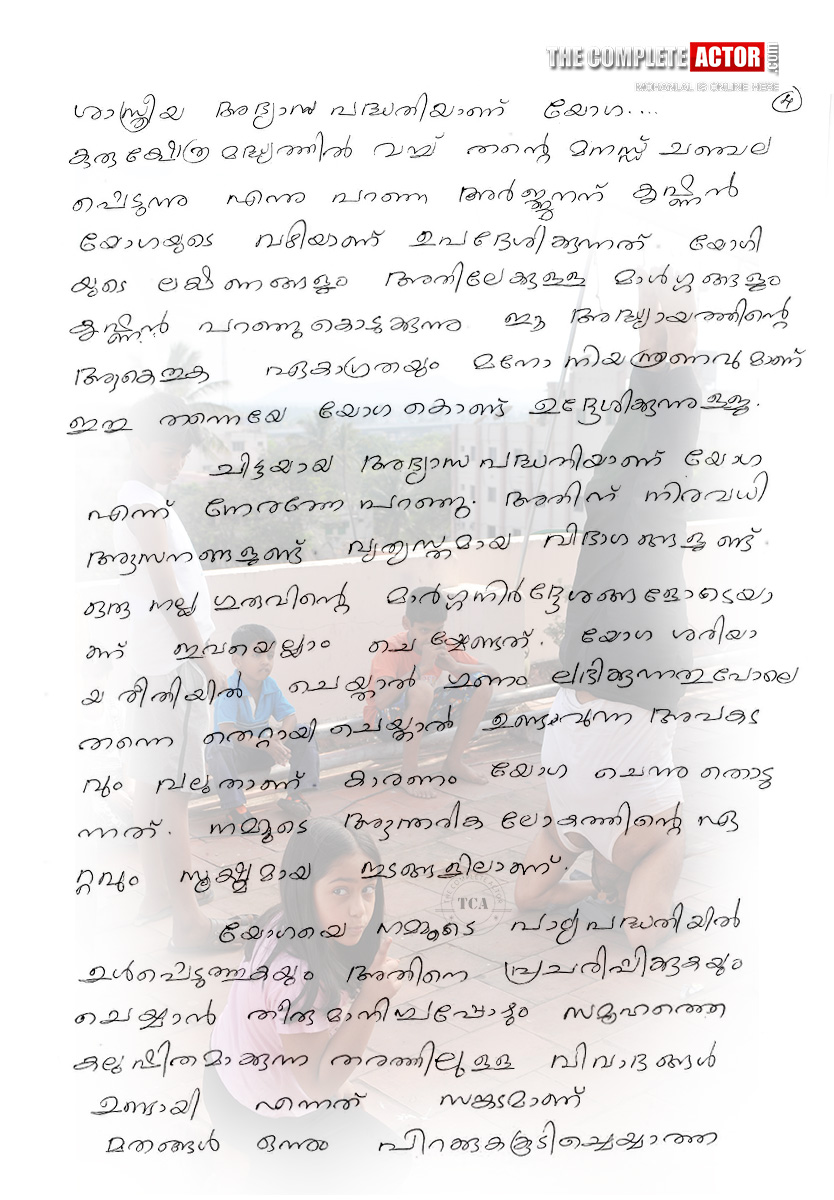 THE COMPLETE ACTOR.COM
MOHANLAL IS ONLINE HERE
4
ശാസ്ത്രീയ അഭ്യാസ പദ്ധതിയാണ് യോഗ....
കുരുക്ഷേത്ര മദ്ധ്യത്തിൽ വച്ച് തന്റെ മനസ്സ് ചഞ്ചല
പ്പെടുന്നു എന്നു പറഞ്ഞ അർജ്ജുനന് കൃഷ്ണൻ
യോഗയുടെ വഴിയാണ് ഉപദേശിക്കുന്നത്. യോഗി
യുടെ ലക്ഷണങ്ങളും അതിലേക്കുള്ള മാർഗ്ഗങ്ങളും
കൃഷ്ണൻ പറഞ്ഞു കൊടുക്കുന്നു ഈ അദ്ധ്യായത്തിന്റെ
ആകെത്തുക ഏകാഗ്രതയും മനോനിയന്ത്രണവുമാണ്
ഇതു തന്നെയേ യോഗ കൊണ്ട് ഉദ്ദേശിക്കുന്നുള്ളൂ.
ചിട്ടയായ അഭ്യാസ പദ്ധതിയാണ് യോഗ
എന്ന് നേരത്തേ പറഞ്ഞു. അതിന് നിരവധി
ആസനങ്ങളുണ്ട് വ്യത്യസ്തമായ വിഭാഗങ്ങളുണ്ട്.
ഒരു നല്ല ഗുരുവിന്റെ മാർഗ്ഗനിർദ്ദേശങ്ങളോടെയാ
ണ് ഇവയെല്ലാം ചെയ്യേണ്ടത്. യോഗ ശരിയാ
യ രീതിയിൽ ചെയ്താൽ ഗുണം ലഭിക്കുന്നതുപോലെ
തന്നെ തെറ്റായി ചെയ്താൽ ഉണ്ടാവുന്ന അപകട
വും വലുതാണ്. കാരണം യോഗ ചെന്നു തൊടു
ന്നത്. നമ്മുടെ ആന്തരിക ലോകത്തിന്റെ ഏ
റ്റവും സൂക്ഷ്മമായ ഇടങ്ങളിലാണ്.
TCA
യോഗയെ നമ്മുടെ പാഠ്യപദ്ധതിയിൽ
ഉൾപ്പെടുത്തുകയും അതിനെ പ്രചരിപ്പിക്കുകയും
ചെയ്യാൻ തീരുമാനിച്ചപ്പോഴും സമൂഹത്തെ
കലുഷിതമാക്കുന്ന തരത്തിലുള്ള വിവാദങ്ങൾ
ഉണ്ടായി എന്നത് സങ്കടമാണ്
മതങ്ങൾ ഒന്നും പിറക്കുകകൂടിച്ചെയ്യാത്ത